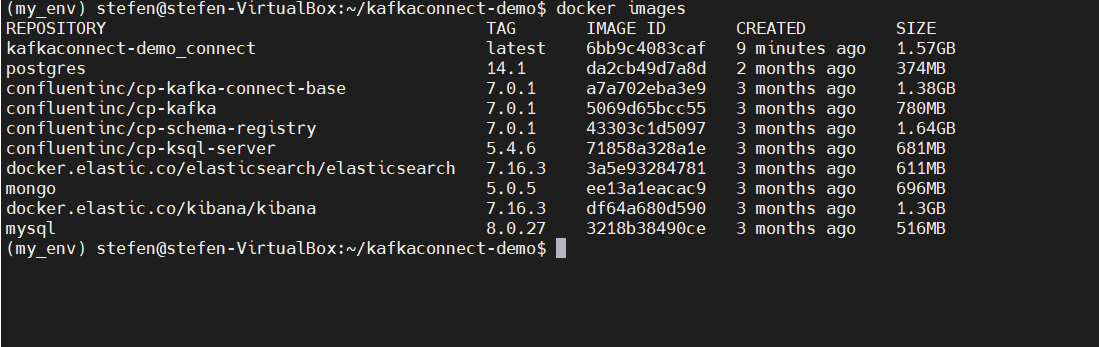 (my_env) stefen@stefen-VirtualBox:~/kafkaconnect-demo$ docker images
REPOSITORY TAG IMAGE ID CREATED SIZE
kafkaconnect-demo_connect latest 6bb9c4083caf 9 minutes ago 1.57GB
postgres 14.1 da2cb49d7a8d 2 months ago 374MB
confluentinc/cp-kafka-connect-base 7.0.1 a7a702eba3e9 3 months ago 1.38GB
confluentinc/cp-kafka 7.0.1 5069d65bcc55 3 months ago 780MB
confluentinc/cp-schema-registry 7.0.1 43303c1d5097 3 months ago 1.64GB
confluentinc/cp-ksql-server 5.4.6 71858a328a1e 3 months ago 681MB
docker.elastic.co/elasticsearch/elasticsearch 7.16.3 3a5e93284781 3 months ago 611MB
mongo 5.0.5 ee13a1eacac9 3 months ago 696MB
docker.elastic.co/kibana/kibana 7.16.3 df64a680d590 3 months ago 1.3GB
mysql 8.0.27 3218b38490ce 3 months ago 516MB
(my_env) stefen@stefen-VirtualBox:~/kafkaconnect-demo$